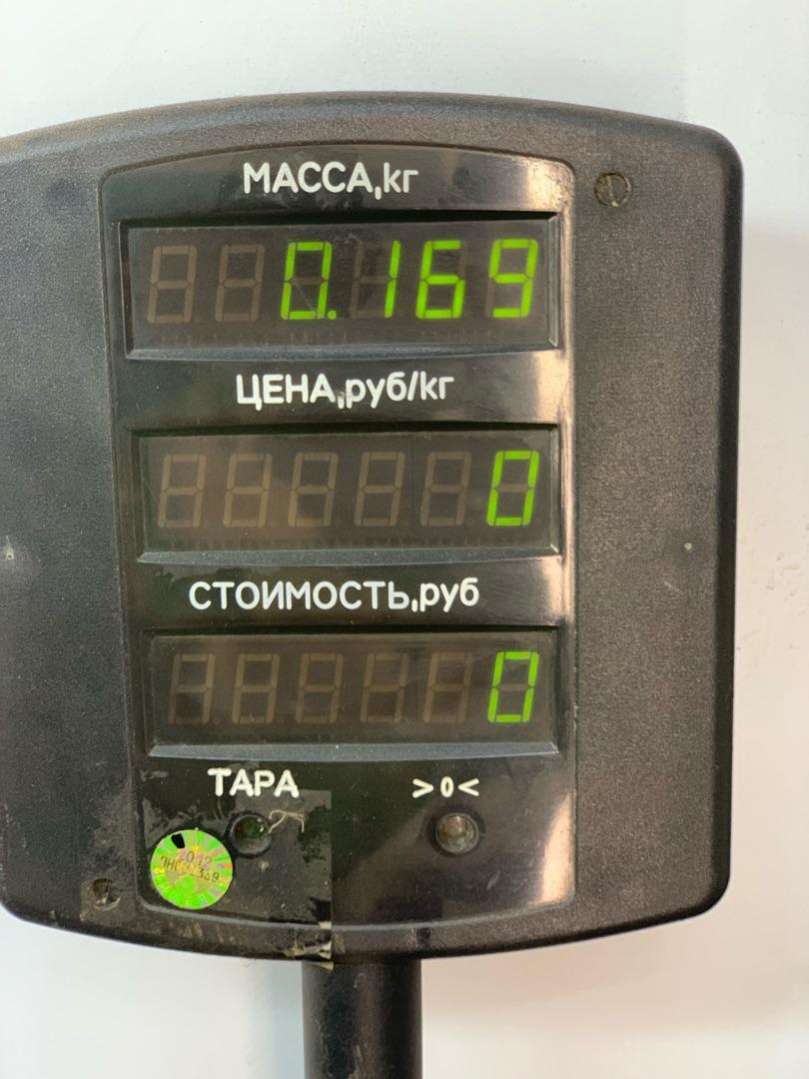 МАССА,кг
0.169
ЦЕНА,руб/кг
0
СТОИМОСТЬ,руб
0
ТАРА >0<